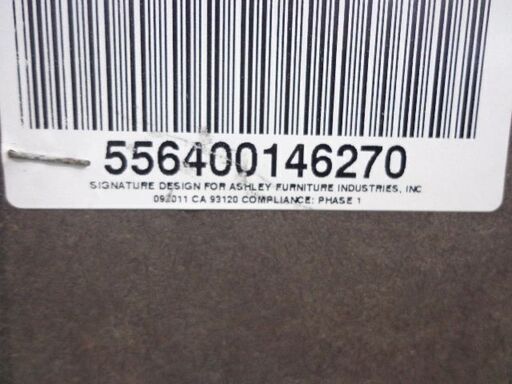 556400146270
SIGNATURE DESIGN FOR ASHLEY FURNITURE INDUSTRIES, INC
09/2011 CA 93120 COMPLIANCE: PHASE 1